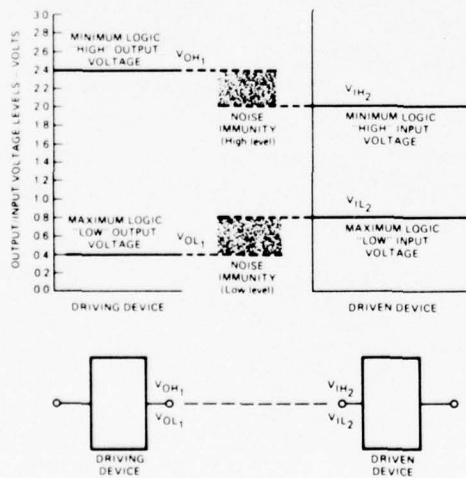 OUTPUT/INPUT VOLTAGE LEVELS - VOLTS
3.0
2.8
2.6
2.4
2.2
2.0
1.8
1.6
1.4
1.2
1.0
0.8
0.6
0.4
0.2
0.0
MINIMUM LOGIC
"HIGH" OUTPUT
VOLTAGE
VOH1
NOISE
IMMUNITY
(High level)
VIH2
MINIMUM LOGIC
"HIGH" INPUT
VOLTAGE
MAXIMUM LOGIC
"LOW" OUTPUT
VOLTAGE
VOL1
NOISE
IMMUNITY
(Low level)
VIL2
MAXIMUM LOGIC
"LOW" INPUT
VOLTAGE
DRIVING DEVICE
DRIVEN DEVICE
VOH1
VOL1
VIH2
VIL2
DRIVING
DEVICE
DRIVEN
DEVICE